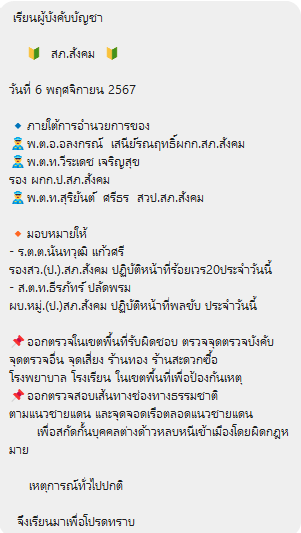 เรียนผู้บังคับบัญชา
🔰 สภ.สังคม 🔰
วันที่ 6 พฤศจิกายน 2567
🔹ภายใต้การอำนวยการของ
👮พ.ต.อ.อลงกรณ์ เสนีย์รณฤทธิ์ผกก.สภ.สังคม
👮พ.ต.ท.วีระเดช เจริญสุข
รอง ผกก.ป.สภ.สังคม
👮พ.ต.ท.สุริยันต์ ศรีธร สวป.สภ.สังคม
🔸มอบหมายให้
- ร.ต.ต.นันทวุฒิ แก้วศรี
รองสว.(ป.).สภ.สังคม ปฏิบัติหน้าที่ร้อยเวร20ประจำวันนี้
- ส.ต.ท.ธีรภัทร์ ปลัดพรม
ผบ.หมู่.(ป.)สภ.สังคม ปฏิบัติหน้าที่พลขับ ประจำวันนี้
📌ออกตรวจในเขตพื้นที่รับผิดชอบ ตรวจจุดตรวจบังคับ
จุดตรวจอื่น จุดเสี่ยง ร้านทอง ร้านสะดวกซื้อ
โรงพยาบาล โรงเรียน ในเขตพื้นที่เพื่อป้องกันเหตุ
📌ออกตรวจสอบเส้นทางช่องทางธรรมชาติ
ตามแนวชายแดน และจุดจอดเรือตลอดแนวชายแดน
เพื่อสกัดกั้นบุคคลต่างด้าวหลบหนีเข้าเมืองโดยผิดกฎห
มาย
เหตุการณ์ทั่วไปปกติ
จึงเรียนมาเพื่อโปรดทราบ